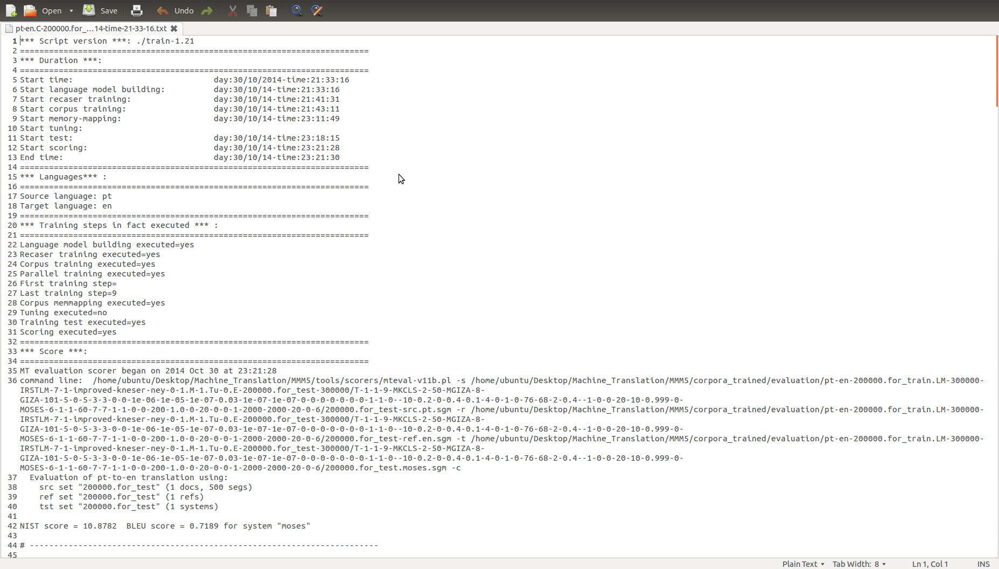 Open Save Undo
pt-en.C-200000.for_...14-time-21-33-16.txt
1 *** Script version ***: ./train-1.21
2 ========================================================================
3 *** Duration ***:
4 ========================================================================
5 Start time: day:30/10/2014-time:21:33:16
6 Start language model building: day:30/10/14-time:21:33:16
7 Start recaser training: day:30/10/14-time:21:41:31
8 Start corpus training: day:30/10/14-time:21:43:11
9 Start memory-mapping: day:30/10/14-time:23:11:49
10 Start tuning:
11 Start test: day:30/10/14-time:23:18:15
12 Start scoring: day:30/10/14-time:23:21:28
13 End time: day:30/10/14-time:23:21:30
14 ========================================================================
15 *** Languages*** :
16 ========================================================================
17 Source language: pt
18 Target language: en
19 ========================================================================
20 *** Training steps in fact executed *** :
21 ========================================================================
22 Language model building executed=yes
23 Recaser training executed=yes
24 Corpus training executed=yes
25 Parallel training executed=yes
26 First training step=
27 Last training step=9
28 Corpus memmapping executed=yes
29 Tuning executed=no
30 Training test executed=yes
31 Scoring executed=yes
32 ========================================================================
33 *** Score ***:
34 ========================================================================
35 MT evaluation scorer began on 2014 Oct 30 at 23:21:28
36 command line:  /home/ubuntu/Desktop/Machine_Translation/MMM5/tools/scorers/mteval-v11b.pl -s /home/ubuntu/Desktop/Machine_Translation/MMM5/corpora_trained/evaluation/pt-en-200000.for_train.LM-300000-
IRSTLM-7-1-improved-kneser-ney-0-1.M-1.Tu-0.E-200000.for_test-300000/T-1-1-9-MKCLS-2-50-MGIZA-8-
GIZA-101-5-0-5-3-3-0-0-1e-06-1e-05-1e-07-0.03-1e-07-1e-07-0-0-0-0-0-0-0-1-1-0--10-0.2-0-0.4-0.1-4-0-1-0-76-68-2-0.4--1-0-0-20-10-0.999-0-
MOSES-6-1-1-60-7-7-1-1-0-0-200-1.0-0-20-0-0-1-2000-2000-20-0-6/200000.for_test-src.pt.sgm -r /home/ubuntu/Desktop/Machine_Translation/MMM5/corpora_trained/evaluation/pt-en-200000.for_train.LM-300000-
IRSTLM-7-1-improved-kneser-ney-0-1.M-1.Tu-0.E-200000.for_test-300000/T-1-1-9-MKCLS-2-50-MGIZA-8-
GIZA-101-5-0-5-3-3-0-0-1e-06-1e-05-1e-07-0.03-1e-07-1e-07-0-0-0-0-0-0-0-1-1-0--10-0.2-0-0.4-0.1-4-0-1-0-76-68-2-0.4--1-0-0-20-10-0.999-0-
MOSES-6-1-1-60-7-7-1-1-0-0-200-1.0-0-20-0-0-1-2000-2000-20-0-6/200000.for_test-ref.en.sgm -t /home/ubuntu/Desktop/Machine_Translation/MMM5/corpora_trained/evaluation/pt-en-200000.for_train.LM-300000-
IRSTLM-7-1-improved-kneser-ney-0-1.M-1.Tu-0.E-200000.for_test-300000/T-1-1-9-MKCLS-2-50-MGIZA-8-
GIZA-101-5-0-5-3-3-0-0-1e-06-1e-05-1e-07-0.03-1e-07-1e-07-0-0-0-0-0-0-0-1-1-0--10-0.2-0-0.4-0.1-4-0-1-0-76-68-2-0.4--1-0-0-20-10-0.999-0-
MOSES-6-1-1-60-7-7-1-1-0-0-200-1.0-0-20-0-0-1-2000-2000-20-0-6/200000.for_test.moses.sgm -c
37 Evaluation of pt-to-en translation using:
38 src set "200000.for_test" (1 docs, 500 segs)
39 ref set "200000.for_test" (1 refs)
40 tst set "200000.for_test" (1 systems)
41
42 NIST score = 10.8782  BLEU score = 0.7189 for system "moses"
43
44 # ------------------------------------------------------------------------
45
Plain Text Tab Width: 8 Ln 1, Col 1 INS